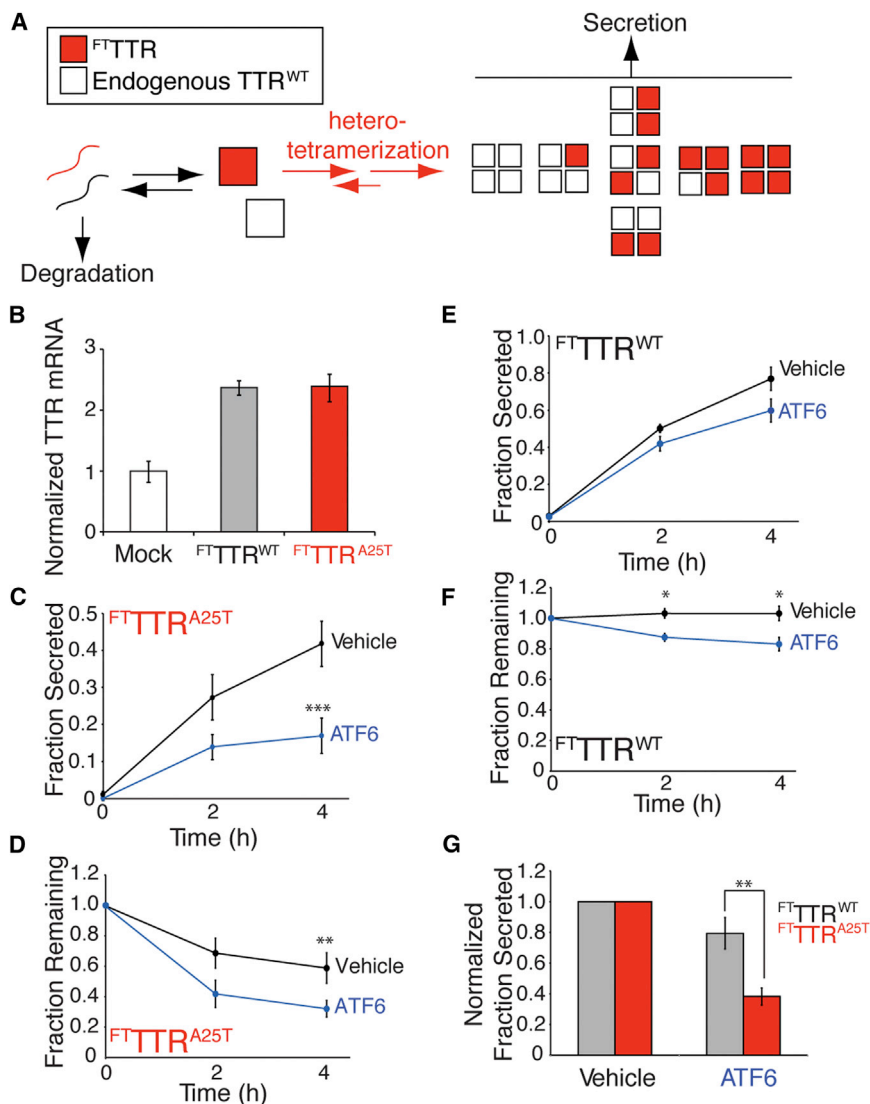 A
FTTTR
Endogenous TTRWT
Secretion
hetero-
tetramerization
Degradation
B
Normalized TTR mRNA
3
2
1
0
Mock
FTTTRWT
FTTTRA25T
C
FTTTRA25T
Fraction Secreted
0.5
0.4
0.3
0.2
0.1
0
Vehicle
***
ATF6
0
2
4
Time (h)
D
Fraction Remaining
1.2
1.0
0.8
0.6
0.4
0.2
0
**
Vehicle
ATF6
FTTTRA25T
0
2
4
Time (h)
E
FTTTRWT
Fraction Secreted
1.0
0.8
0.6
0.4
0.2
0
Vehicle
ATF6
0
2
4
Time (h)
F
Fraction Remaining
1.2
1.0
0.8
0.6
0.4
0.2
0
*
*
Vehicle
ATF6
FTTTRWT
0
2
4
Time (h)
G
Normalized
Fraction Secreted
1.2
1.0
0.8
0.6
0.4
0.2
0
**
FTTTRWT
FTTTRA25T
Vehicle
ATF6